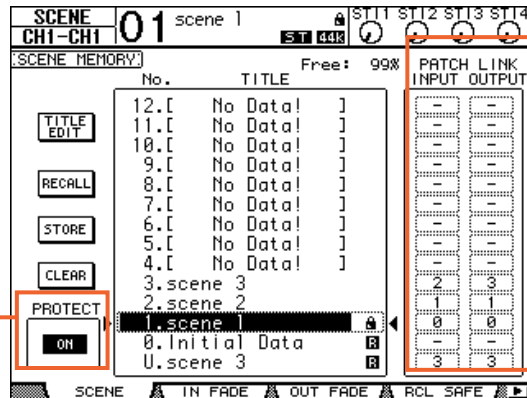 SCENE
CH1-CH1
01 scene 1
ST 44K
STI1 STI2 STI3 STI4
SCENE MEMORY
Free: 99%
PATCH LINK
No. TITLE
INPUT OUTPUT
12.[ No Data! ] - -
11.[ No Data! ] - -
10.[ No Data! ] - -
9.[ No Data! ] - -
8.[ No Data! ] - -
7.[ No Data! ] - -
6.[ No Data! ] - -
5.[ No Data! ] - -
4.[ No Data! ] - -
3.scene 3 2 3
2.scene 2 1 1
1.scene 1 0 0
0.Initial Data R - -
U.scene 3 R 3 3
TITLE EDIT
RECALL
STORE
CLEAR
PROTECT
ON
SCENE IN FADE OUT FADE RCL SAFE